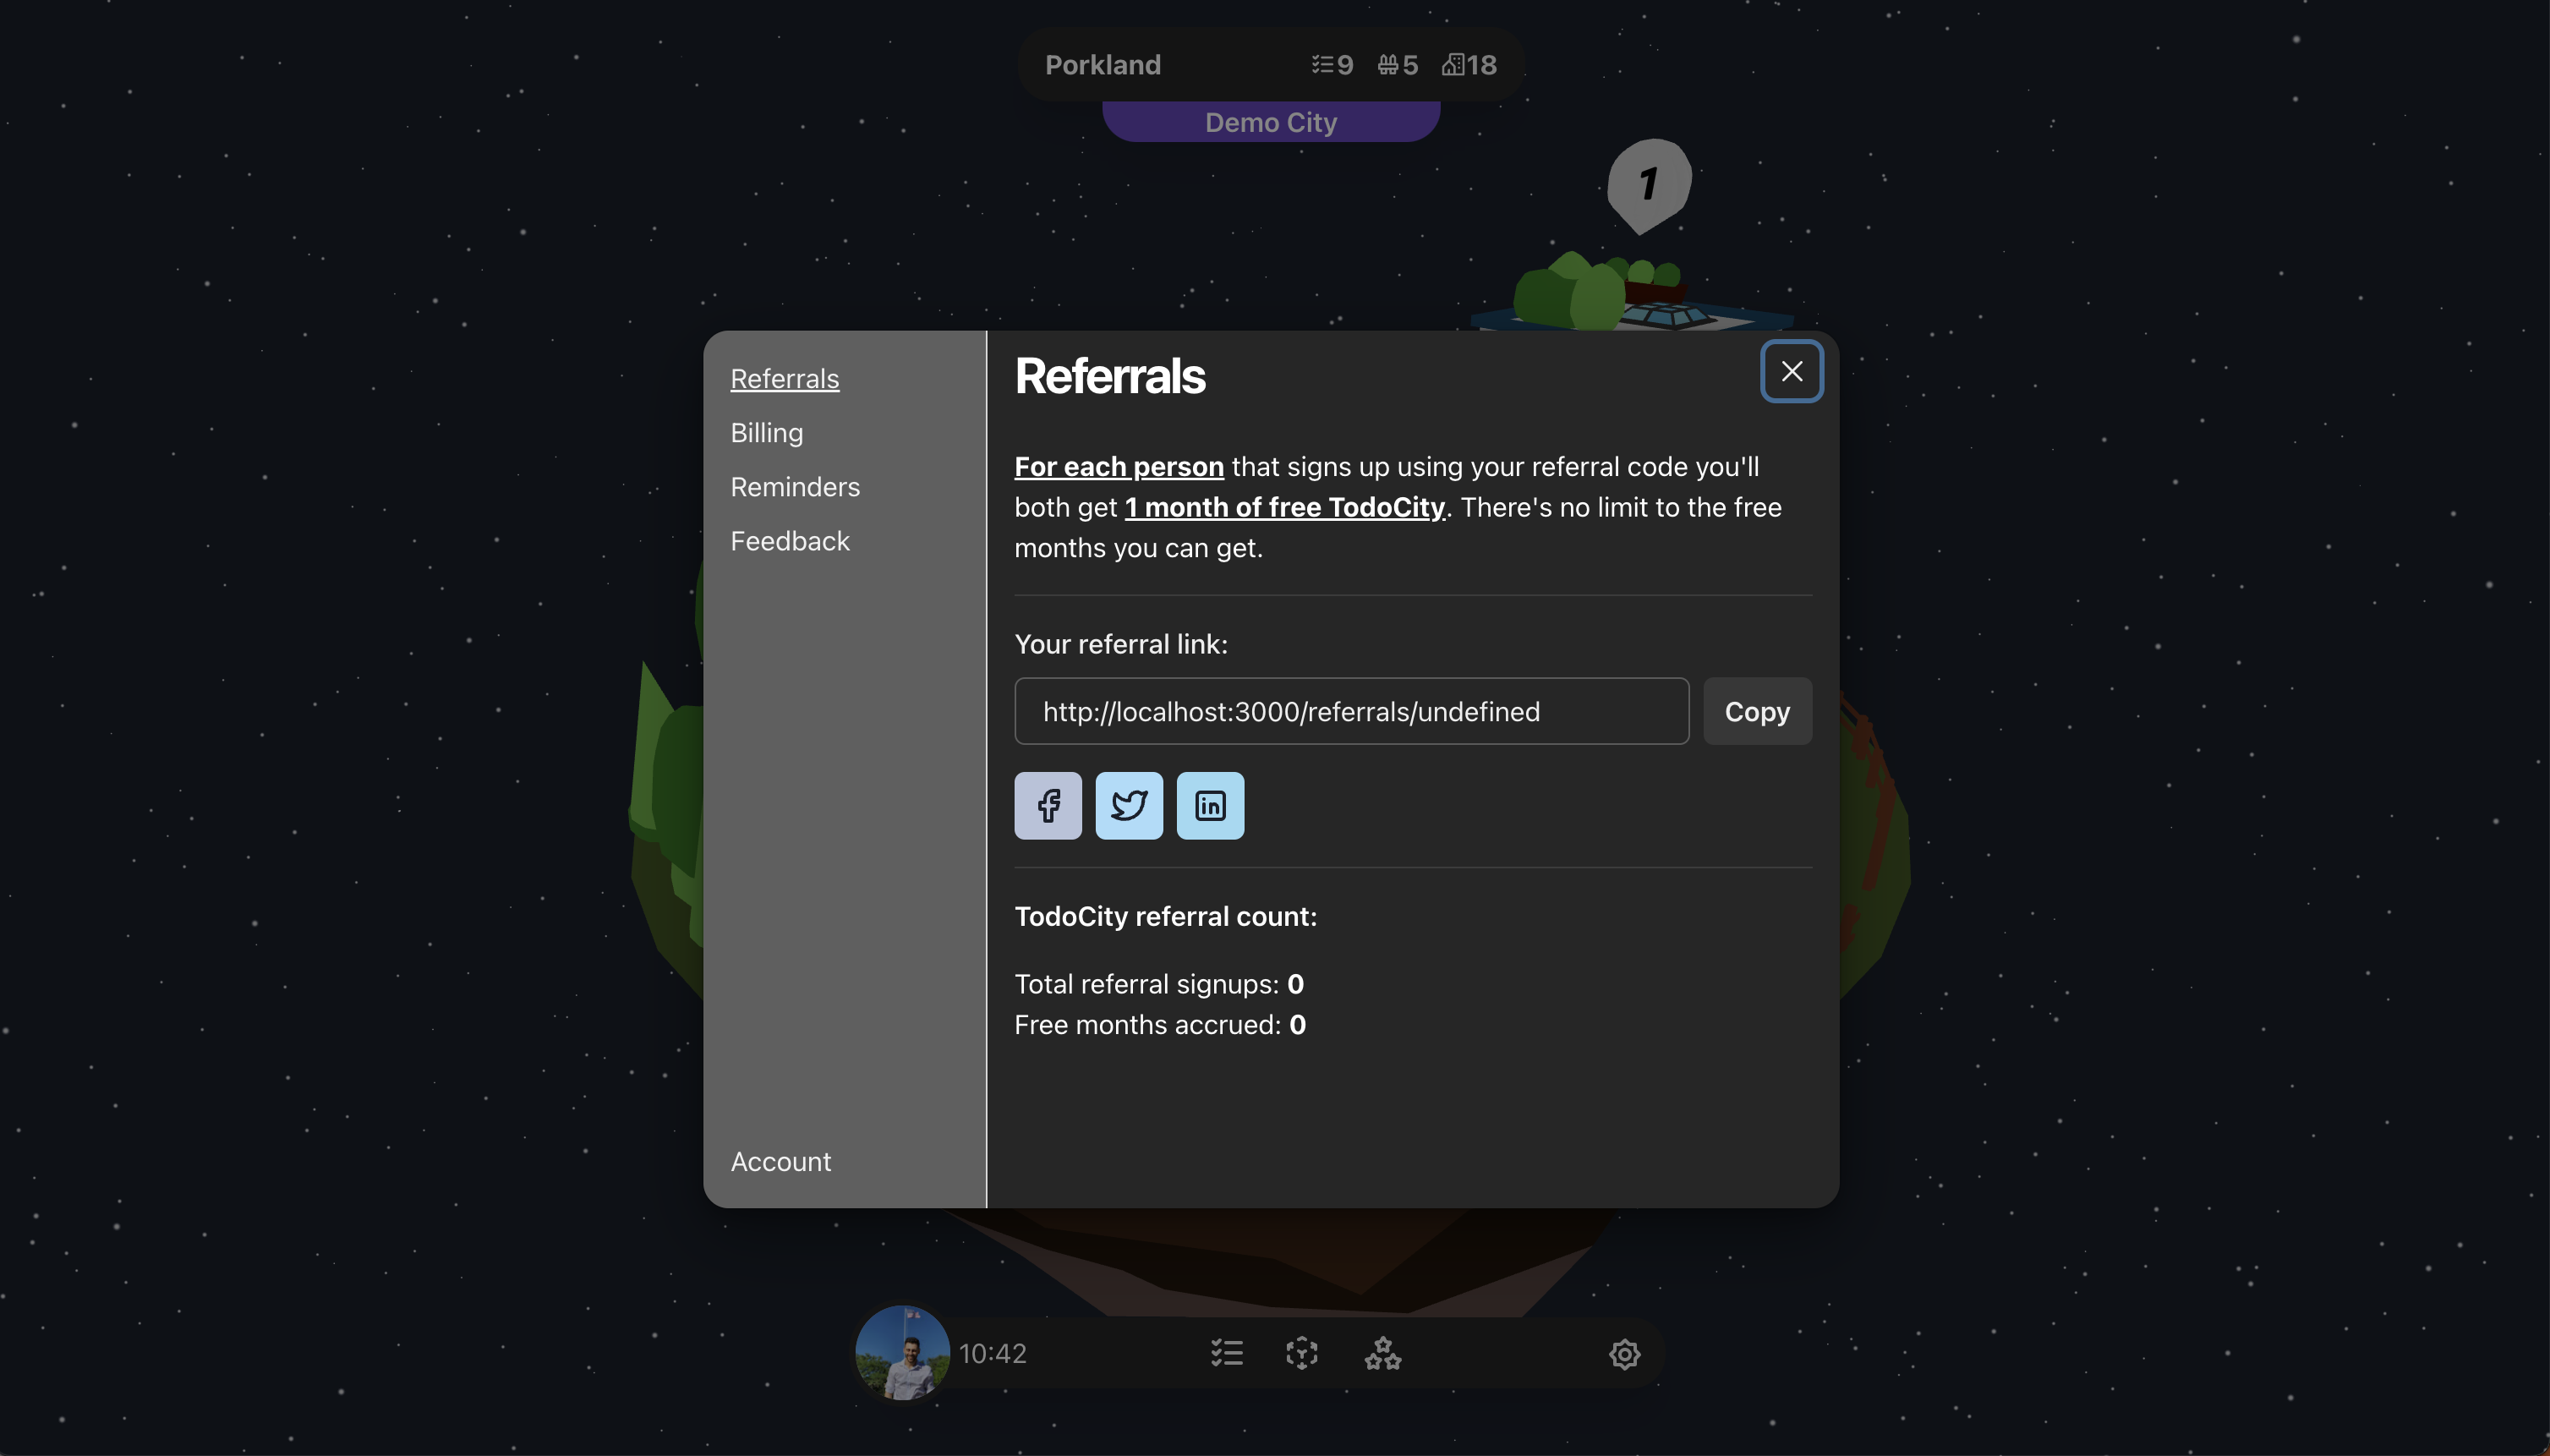 Porkland 9 5 18
Demo City
1
Referrals
Billing
Reminders
Feedback
Account
Referrals
For each person that signs up using your referral code you'll
both get 1 month of free TodoCity. There's no limit to the free
months you can get.
Your referral link:
http://localhost:3000/referrals/undefined Copy
TodoCity referral count:
Total referral signups: 0
Free months accrued: 0
10:42